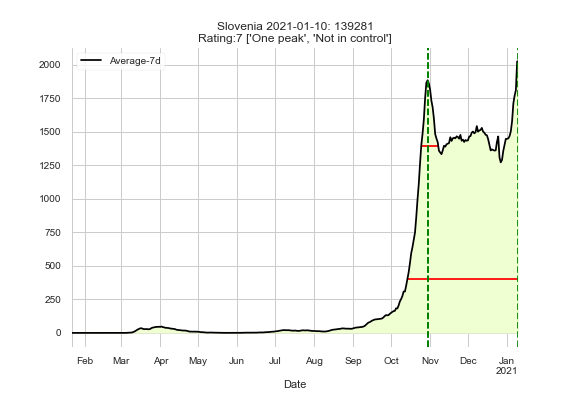 Slovenia 2021-01-10: 139281
Rating:7 ['One peak', 'Not in control']
Average-7d
2000
1750
1500
1250
1000
750
500
250
0
Feb Mar Apr May Jun Jul Aug Sep Oct Nov Dec Jan
2021
Date